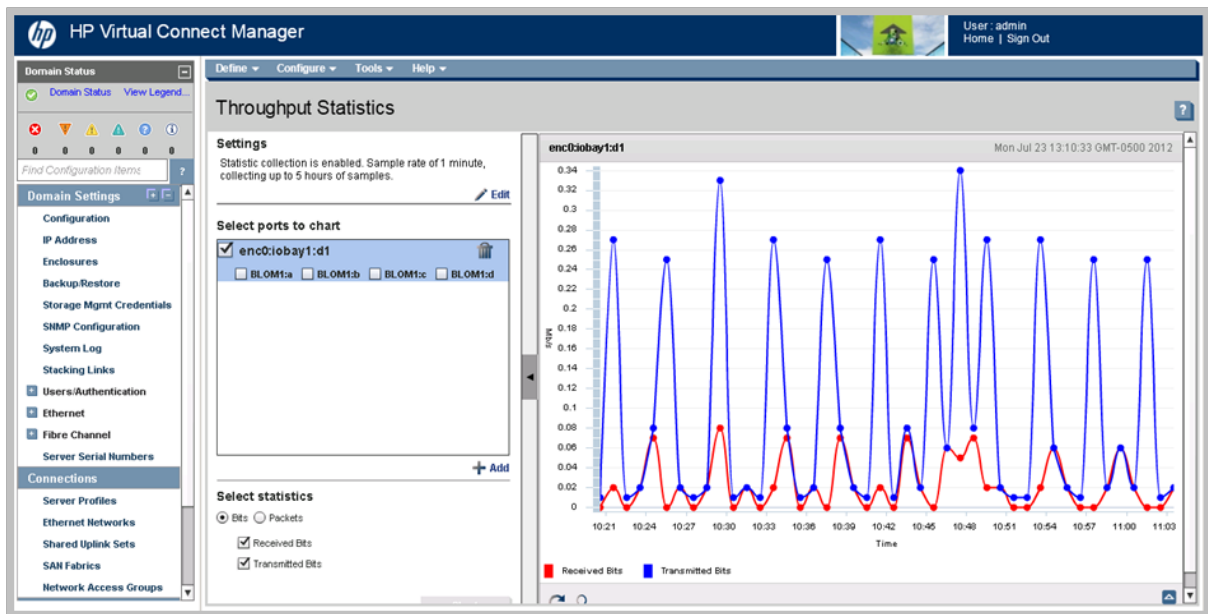 hp HP Virtual Connect Manager
User : admin
Home | Sign Out
Domain Status
Domain Status View Legend...
0 0 0 0 0 0
Find Configuration Items ?
Domain Settings
Configuration
IP Address
Enclosures
Backup/Restore
Storage Mgmt Credentials
SNMP Configuration
System Log
Stacking Links
Users/Authentication
Ethernet
Fibre Channel
Server Serial Numbers
Connections
Server Profiles
Ethernet Networks
Shared Uplink Sets
SAN Fabrics
Network Access Groups
Define Configure Tools Help
Throughput Statistics
?
Settings
Statistic collection is enabled. Sample rate of 1 minute,
collecting up to 5 hours of samples.
Edit
Select ports to chart
enc0:iobay1:d1
BLOM1:a BLOM1:b BLOM1:c BLOM1:d
+ Add
Select statistics
Bits Packets
Received Bits
Transmitted Bits
enc0:iobay1:d1 Mon Jul 23 13:10:33 GMT-0500 2012
0.34
0.32
0.3
0.28
0.26
0.24
0.22
0.2
0.18
0.16
0.14
0.12
0.1
0.08
0.06
0.04
0.02
0
Mb/s
10:21 10:24 10:27 10:30 10:33 10:36 10:39 10:42 10:45 10:48 10:51 10:54 10:57 11:00 11:03
Time
Received Bits Transmitted Bits